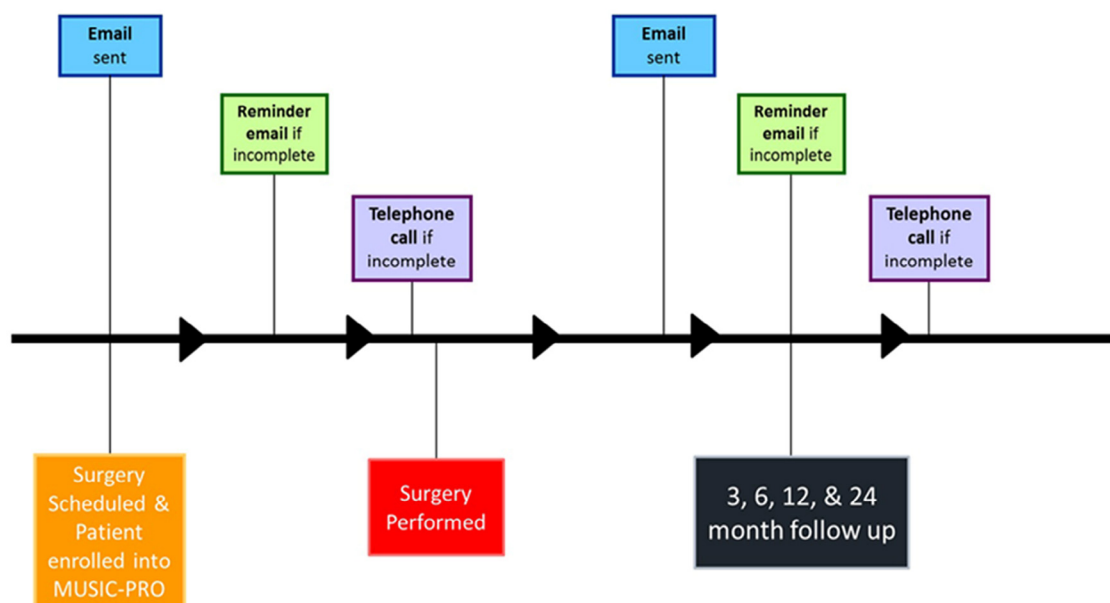 Email
sent
Email
sent
Reminder
email if
incomplete
Reminder
email if
incomplete
Telephone
call if
incomplete
Telephone
call if
incomplete
Surgery
Scheduled &
Patient
enrolled into
MUSIC-PRO
Surgery
Performed
3, 6, 12, & 24
month follow up